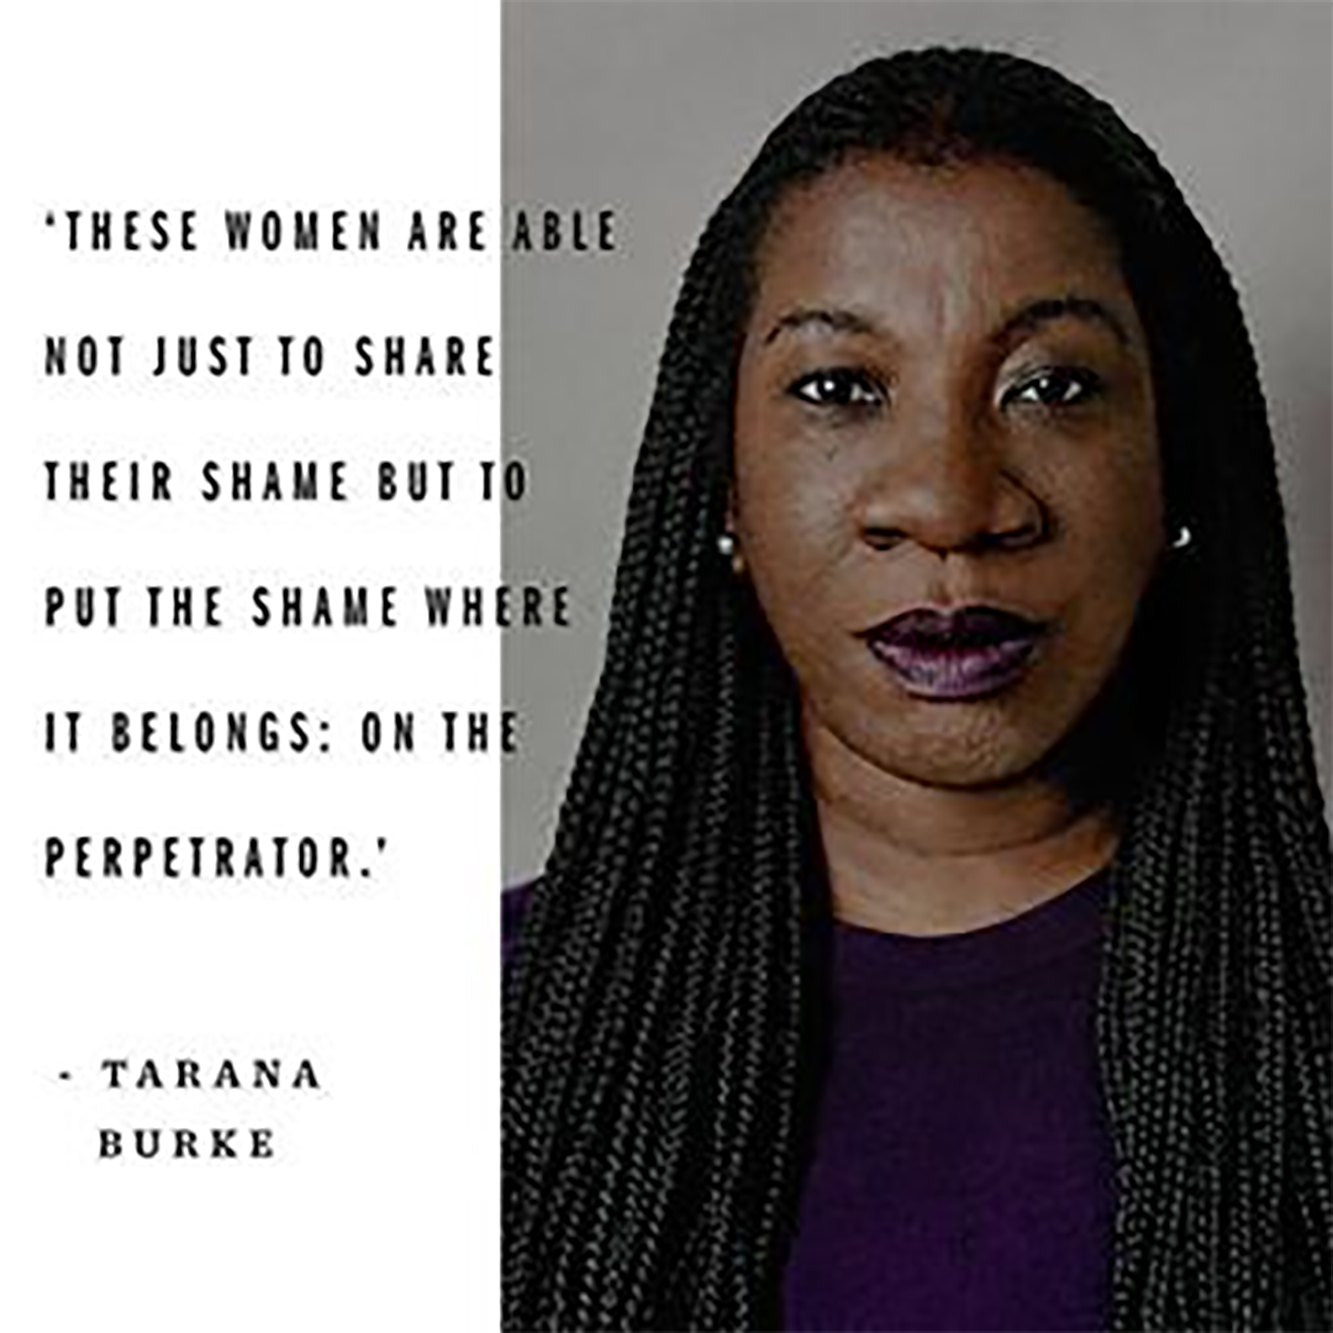 ‘THESE WOMEN ARE ABLE
NOT JUST TO SHARE
THEIR SHAME BUT TO
PUT THE SHAME WHERE
IT BELONGS: ON THE
PERPETRATOR.’
- TARANA
BURKE